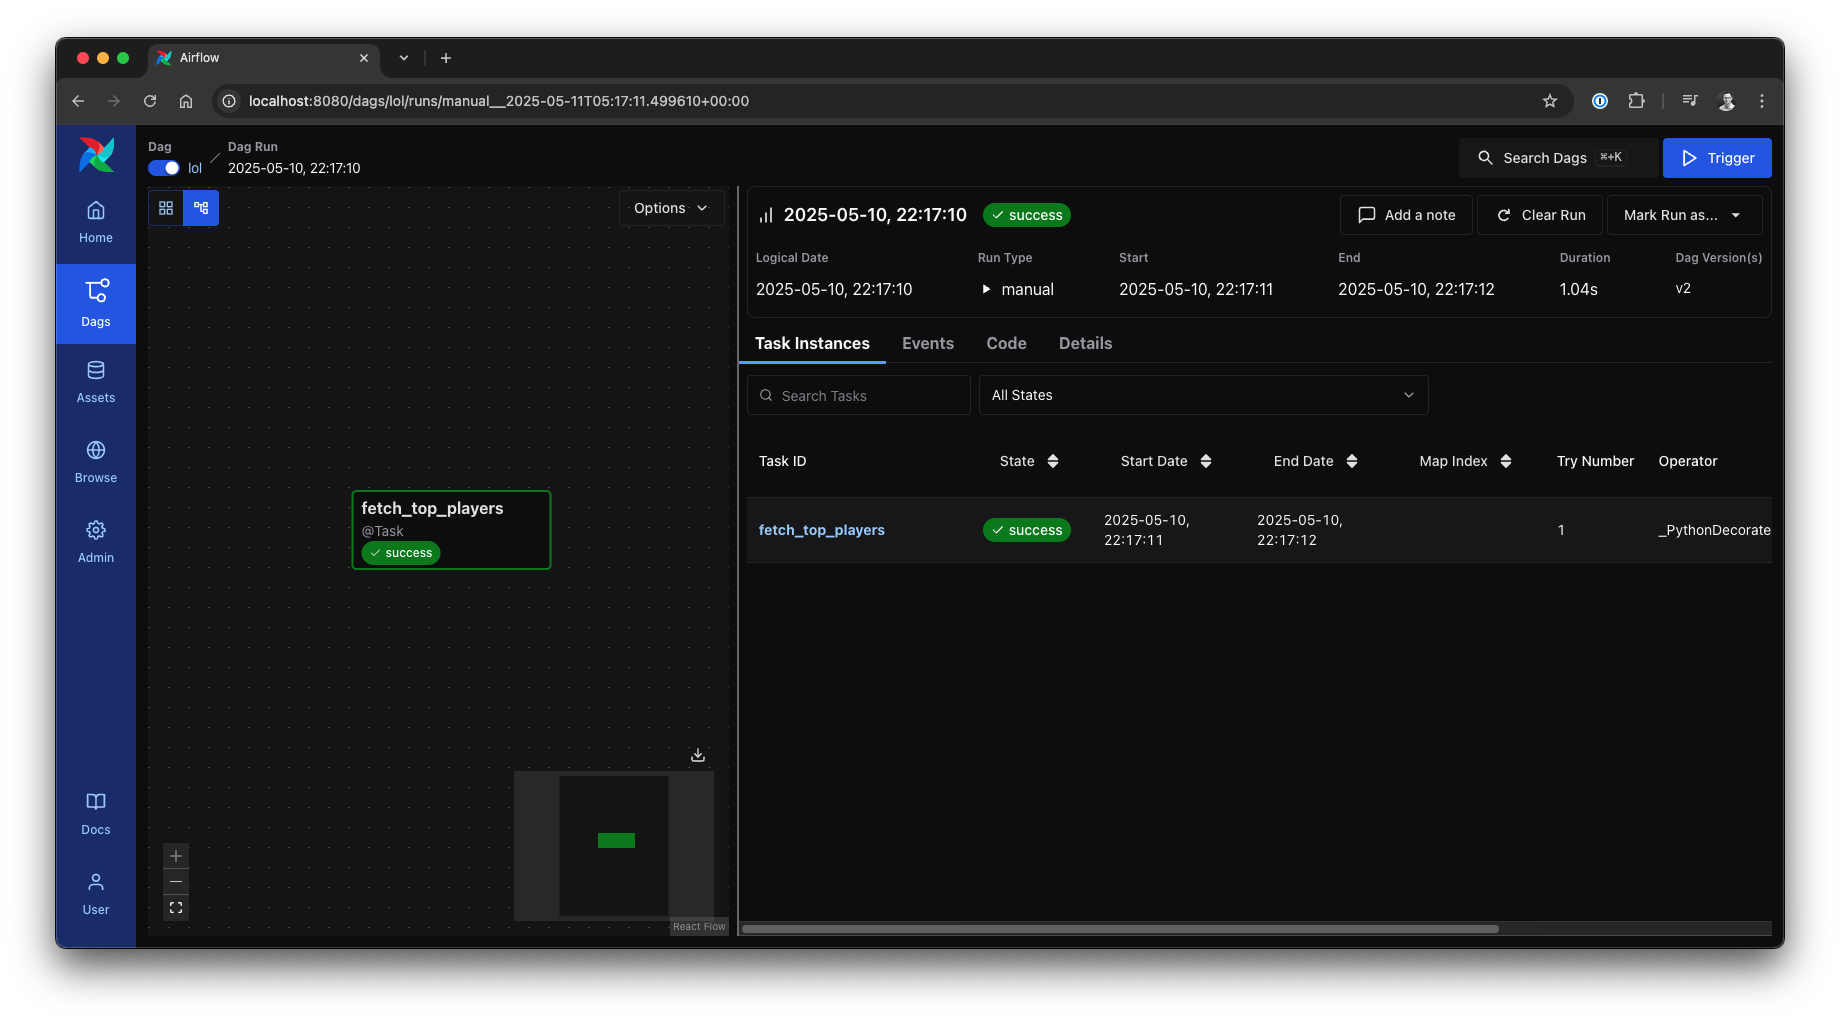 Airflow
localhost:8080/dags/lol/runs/manual__2025-05-11T05:17:11.499610+00:00
Dag
lol
Dag Run
2025-05-10, 22:17:10
Search Dags ⌘+K
Trigger
Home
Dags
Assets
Browse
Admin
Docs
User
Options
fetch_top_players
@Task
success
React Flow
2025-05-10, 22:17:10 success
Add a note
Clear Run
Mark Run as...
Logical Date Run Type Start End Duration Dag Version(s)
2025-05-10, 22:17:10 manual 2025-05-10, 22:17:11 2025-05-10, 22:17:12 1.04s v2
Task Instances Events Code Details
Search Tasks
All States
Task ID State Start Date End Date Map Index Try Number Operator
fetch_top_players success 2025-05-10, 22:17:11 2025-05-10, 22:17:12 1 _PythonDecorate